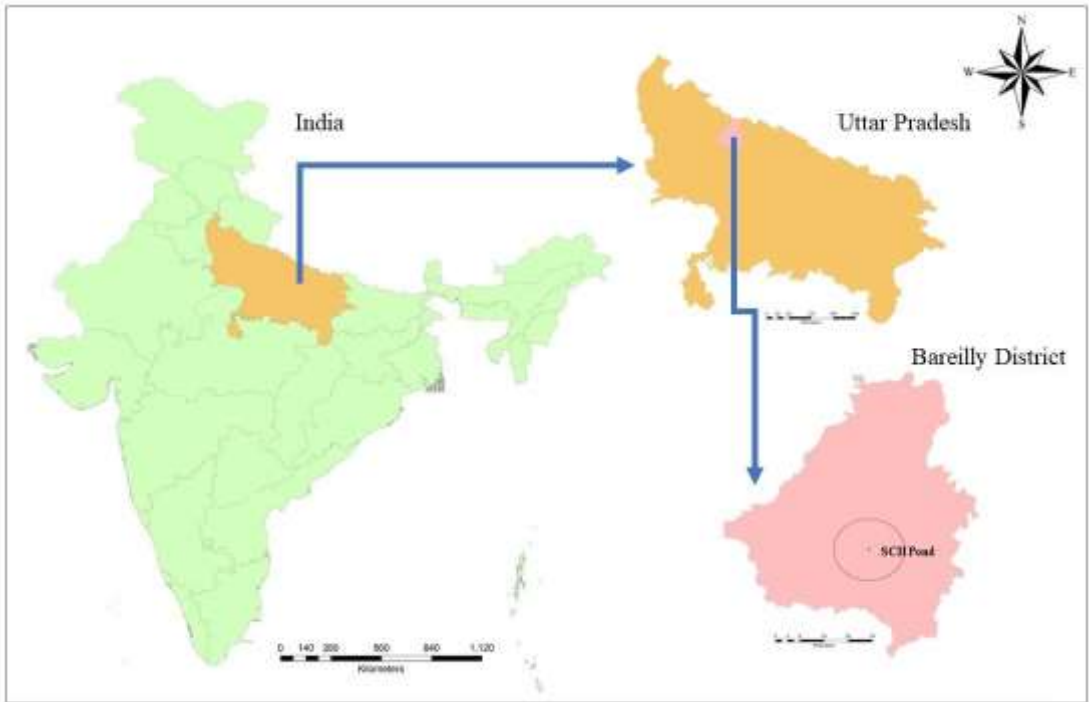 N
W E
S
India
Uttar Pradesh
Bareilly District
SCH Pond
0 140 280 560 840 1,120
Kilometers